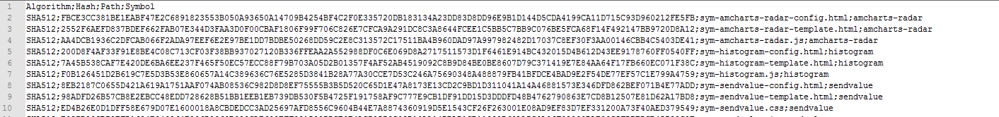 1 Algorithm;Hash;Path;Symbol
2 SHA512;FBCE3CC381BE1EABF47E2C6891823553B050A93650A14709B4254BF4C2F0E335720DB183134A23DD83D8DD96E9B1D144D5CDA4199CA11D715C93D960212FE5FB;sym-amcharts-radar-config.html;amcharts-radar
3 SHA512;2552F6AEFD837BDEF662FAB07E344D3FAA3D0F00CBAF1806F99F706C826E7CFCA9A291DC8C3A8644FCEE1C5BB5C7BB9C076BE5FCA68F14F492147BB9720D8A12;sym-amcharts-radar-template.html;amcharts-radar
4 SHA512;AA4DCB1936C2DFCAB066F2ADA97EEF6E2E97BE1DD7BDBE50268DD59C2E8C313572C17511BA4B960DAD97A997982482D17037C8EF30F3AA00146CBB4C5403DE41;sym-amcharts-radar.js;amcharts-radar
5 SHA512;200D8F4AF33F91E8BE4C08C713CF03F38BB937027120B336FFEAA2A552988DF0C6E069D8A2717511573D1F6461E914BC432015D4B612D43EE9178760FF0540FF;sym-histogram-config.html;histogram
6 SHA512;7A45B538CAF7E420DE6BA6EE237F465F50EC57ECC88F79B703A05D2B01357F4AF52AB4519092C8B9D84BE0BE8607D79C371419E7E84AA64F17FB660EC071F38C;sym-histogram-template.html;histogram
7 SHA512;F0B126451D2B619C7E5D3B53E860657A14C389636C76E5285D3841B28A77A30CCE7D53C246A75690348A488879FB41BFDCE4BAD9E2F54DE77EF57C1E799A4759;sym-histogram.js;histogram
8 SHA512;8EB2187C0655D421A619A1751AAF074AB08536C982D8D8EF75555B3B5D520C65D1E47A8173E13CD2C9BD1D311041A14A46881573E346DFD862BEF071B4E77ADD;sym-sendvalue-config.html;sendvalue
9 SHA512;98ADFD26B57CB8E2EBCC48EDD728628B51BB1EEB1EB739DB530F5B4725F191758AF9C777E9CB1DF91DD15D3DDDFD48B4762790863E7CD8B12507E81D62A17BD8;sym-sendvalue-template.html;sendvalue
10 SHA512;ED4B26E0D1DFF58E679D07E1600018A8CBDEDCC3AD25697AFD8556C9604B44E7A8874360919D5E1543CF26F263001E08AD9EF83D7EF331200A73F40AED379549;sym-sendvalue.css;sendvalue